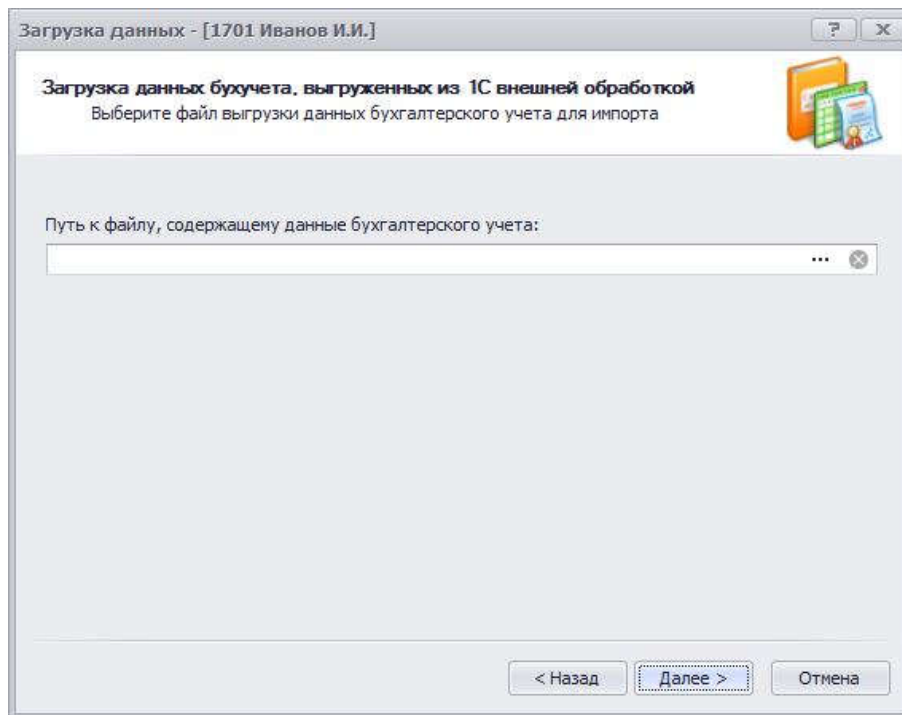 Загрузка данных - [1701 Иванов И.И.]
Загрузка данных бухучета, выгруженных из 1С внешней обработкой
Выберите файл выгрузки данных бухгалтерского учета для импорта
Путь к файлу, содержащему данные бухгалтерского учета:
...
< Назад Далее > Отмена